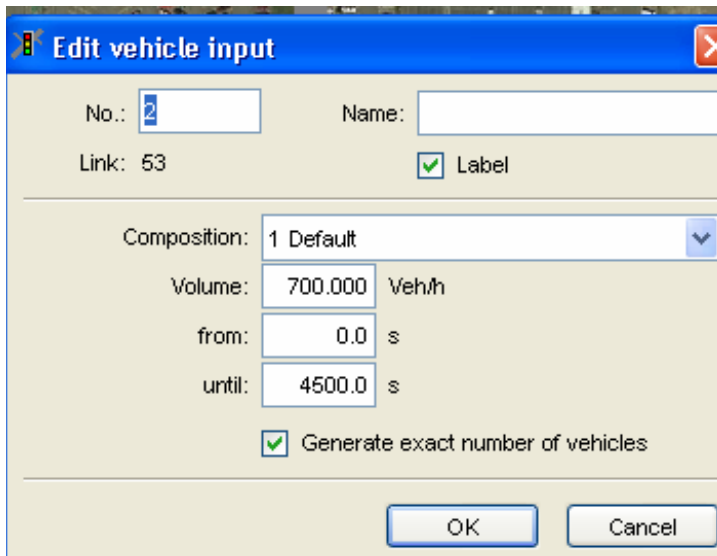 Edit vehicle input
No.: 2 Name:
Link: 53 Label
Composition: 1 Default
Volume: 700.000 Veh/h
from: 0.0 s
until: 4500.0 s
Generate exact number of vehicles
OK Cancel